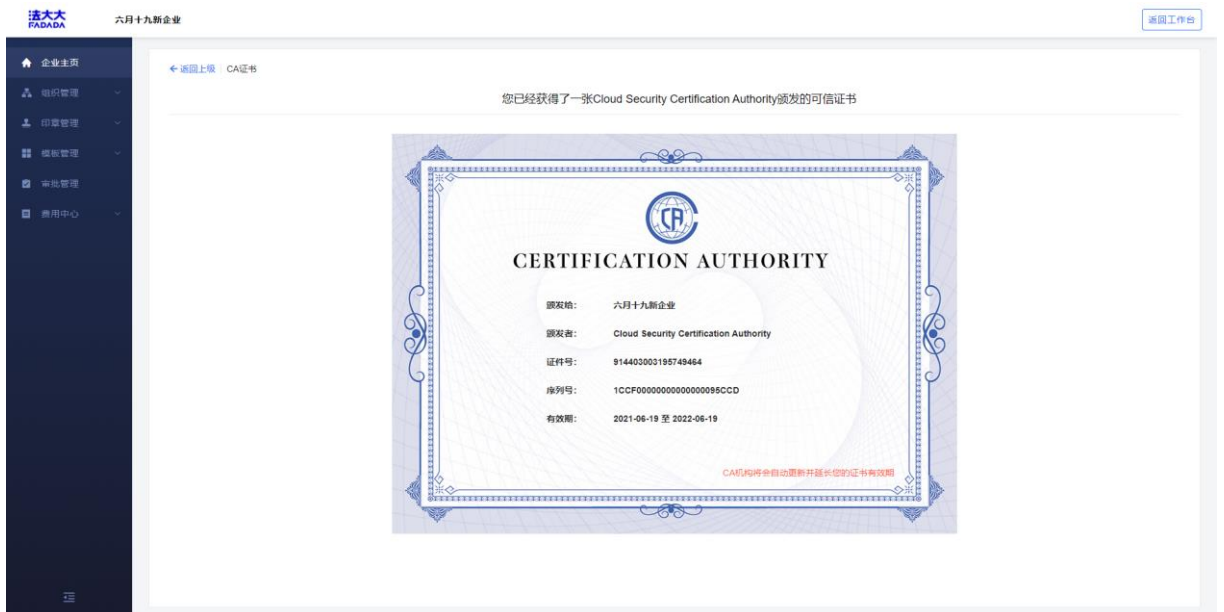 法大大
FADADA
六月十九新企业
返回工作台
企业主页
组织管理
印章管理
模板管理
审批管理
费用中心
返回上级 | CA证书
您已经获得了一张Cloud Security Certification Authority颁发的可信证书
CA
CERTIFICATION AUTHORITY
颁发给: 六月十九新企业
颁发者: Cloud Security Certification Authority
证件号: 914403003195749464
序列号: 1CCF00000000000000095CCD
有效期: 2021-06-19 至 2022-06-19
CA机构将会自动更新并延长您的证书有效期